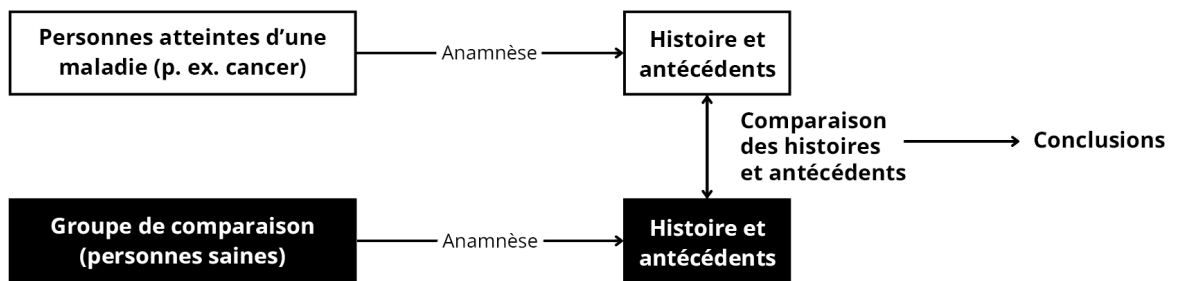 Personnes atteintes d’une
maladie (p. ex. cancer)
Anamnèse
Histoire et
antécédents
Comparaison
des histoires
et antécédents
Conclusions
Groupe de comparaison
(personnes saines)
Anamnèse
Histoire et
antécédents